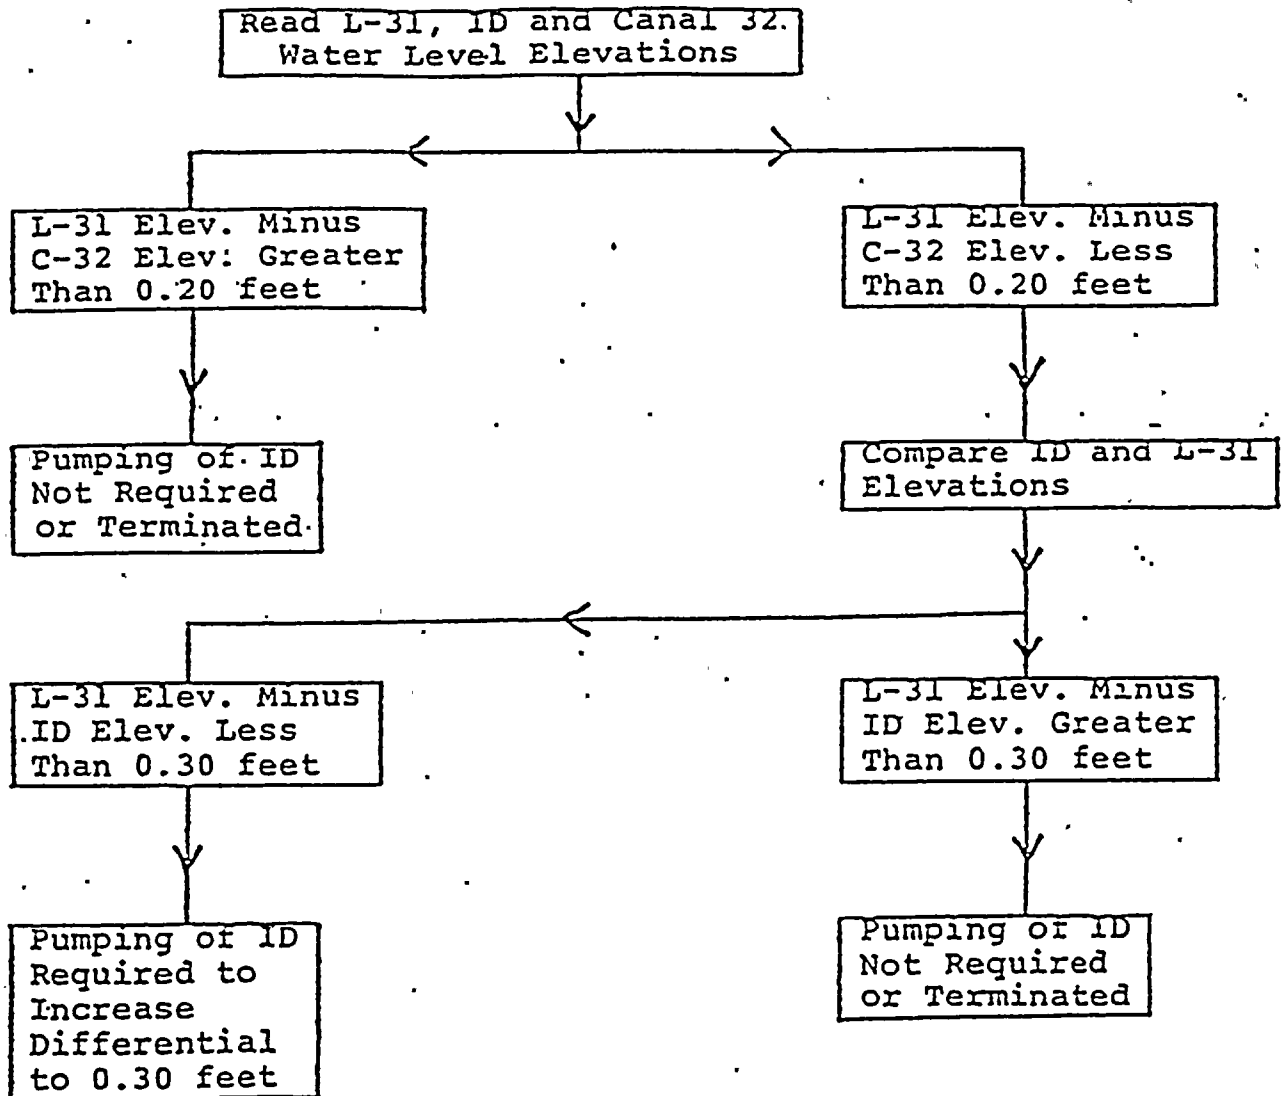 Read L-31, ID and Canal 32.
Water Level Elevations
L-31 Elev. Minus
C-32 Elev: Greater
Than 0.20 feet
L-31 Elev. Minus
C-32 Elev. Less
Than 0.20 feet
Pumping of ID
Not Required
or Terminated
Compare ID and L-31
Elevations
L-31 Elev. Minus
ID Elev. Less
Than 0.30 feet
L-31 Elev. Minus
ID Elev. Greater
Than 0.30 feet
Pumping of ID
Required to
Increase
Differential
to 0.30 feet
Pumping of ID
Not Required
or Terminated